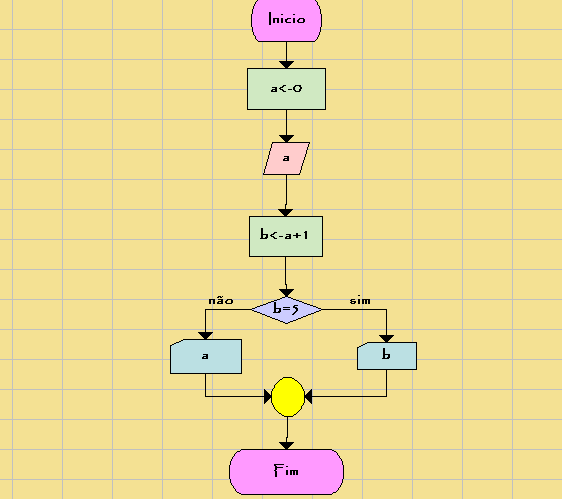 Inicio
a<-0
a
b<-a+1
não
sim
b=5
a
b
Fim